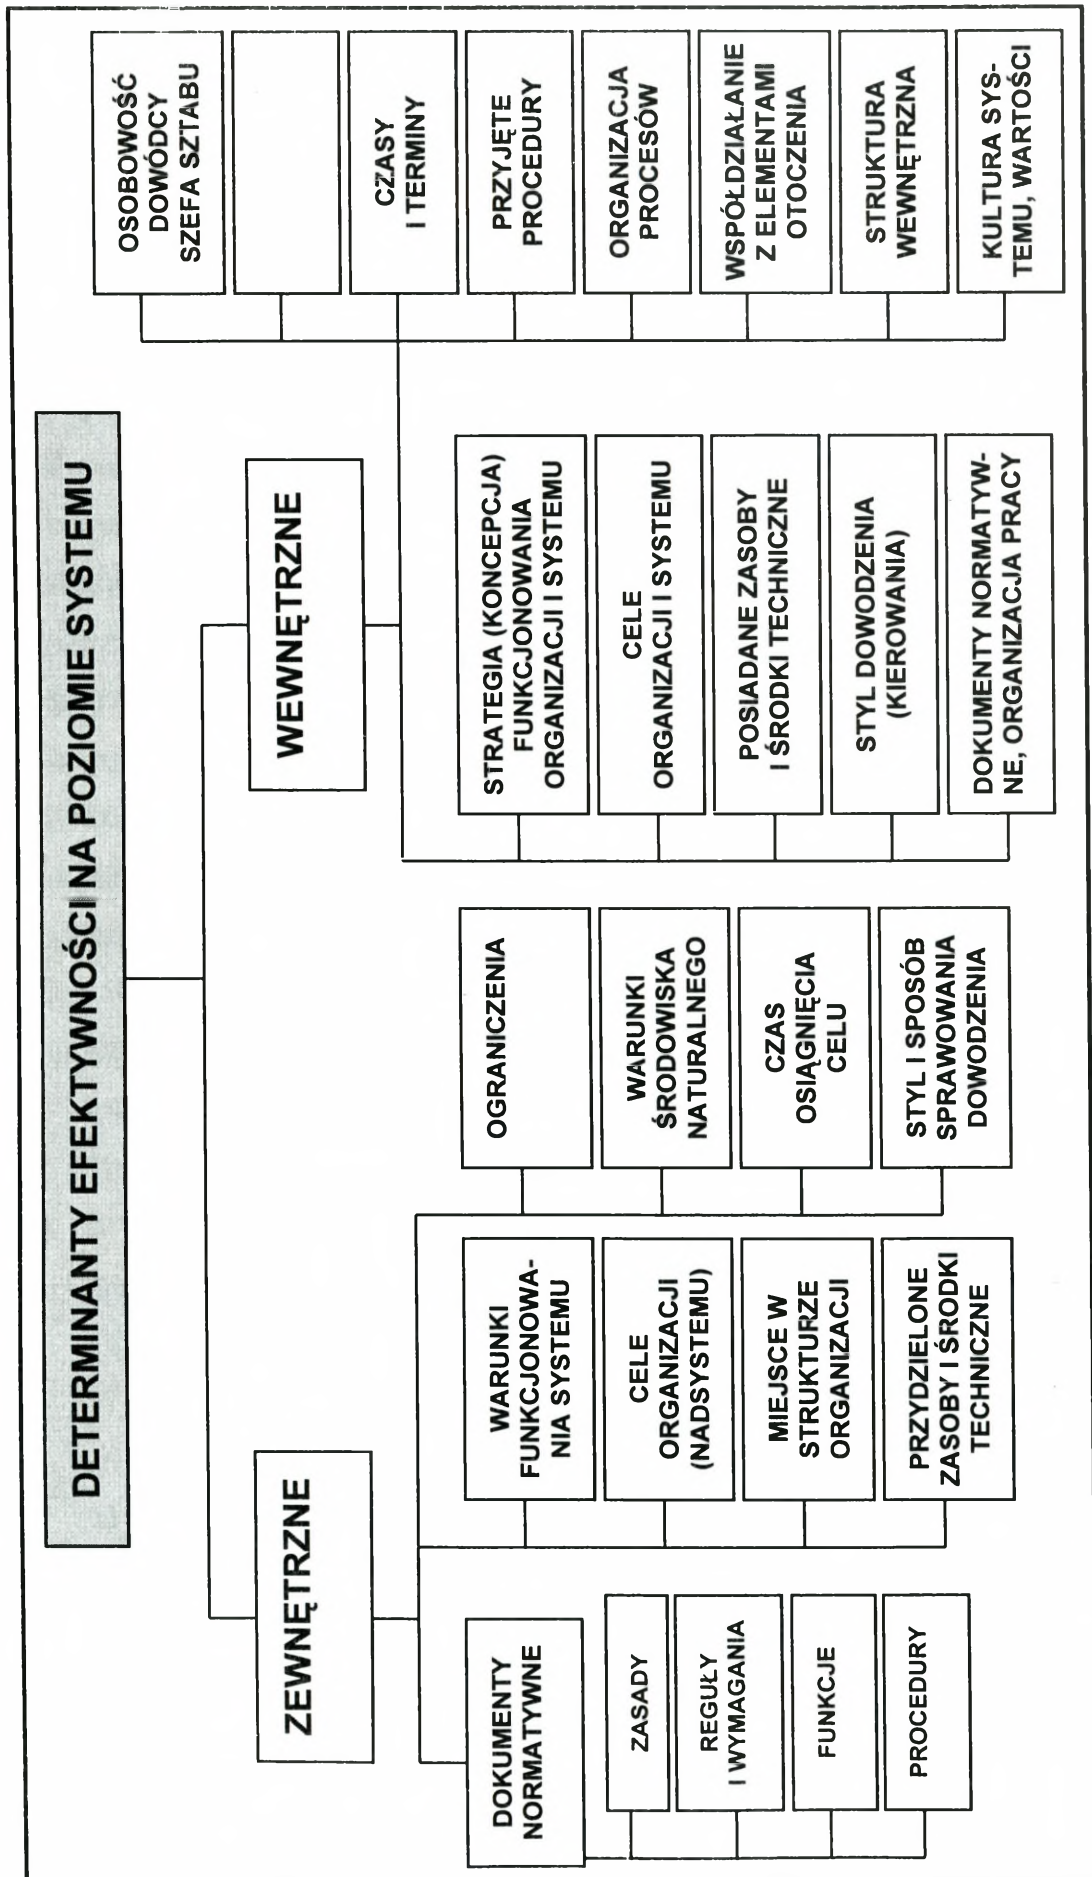 DETERMINANTY EFEKTYWNOŚCI NA POZIOMIE SYSTEMU
ZEWNĘTRZNE
DOKUMENTY
NORMATYWNE
ZASADY
REGUŁY
I WYMAGANIA
FUNKCJE
PROCEDURY
WARUNKI
FUNKCJONOWA-
NIA SYSTEMU
CELE
ORGANIZACJI
(NADSYSTEMU)
MIEJSCE W
STRUKTURZE
ORGANIZACJI
PRZYDZIELONE
ZASOBY I ŚRODKI
TECHNICZNE
OGRANICZENIA
WARUNKI
ŚRODOWISKA
NATURALNEGO
CZAS
OSIĄGNIĘCIA
CELU
STYL I SPOSÓB
SPRAWOWANIA
DOWODZENIA
WEWNĘTRZNE
STRATEGIA (KONCEPCJA)
FUNKCJONOWANIA
ORGANIZACJI I SYSTEMU
CELE
ORGANIZACJI I SYSTEMU
POSIADANE ZASOBY
I ŚRODKI TECHNICZNE
STYL DOWODZENIA
(KIEROWANIA)
DOKUMENTY NORMATYW-
NE, ORGANIZACJA PRACY
OSOBOWOŚĆ
DOWÓDCY
SZEFA SZTABU
CZASY
I TERMINY
PRZYJĘTE
PROCEDURY
ORGANIZACJA
PROCESÓW
WSPÓŁDZIAŁANIE
Z ELEMENTAMI
OTOCZENIA
STRUKTURA
WEWNĘTRZNA
KULTURA SYS-
TEMU, WARTOŚCI